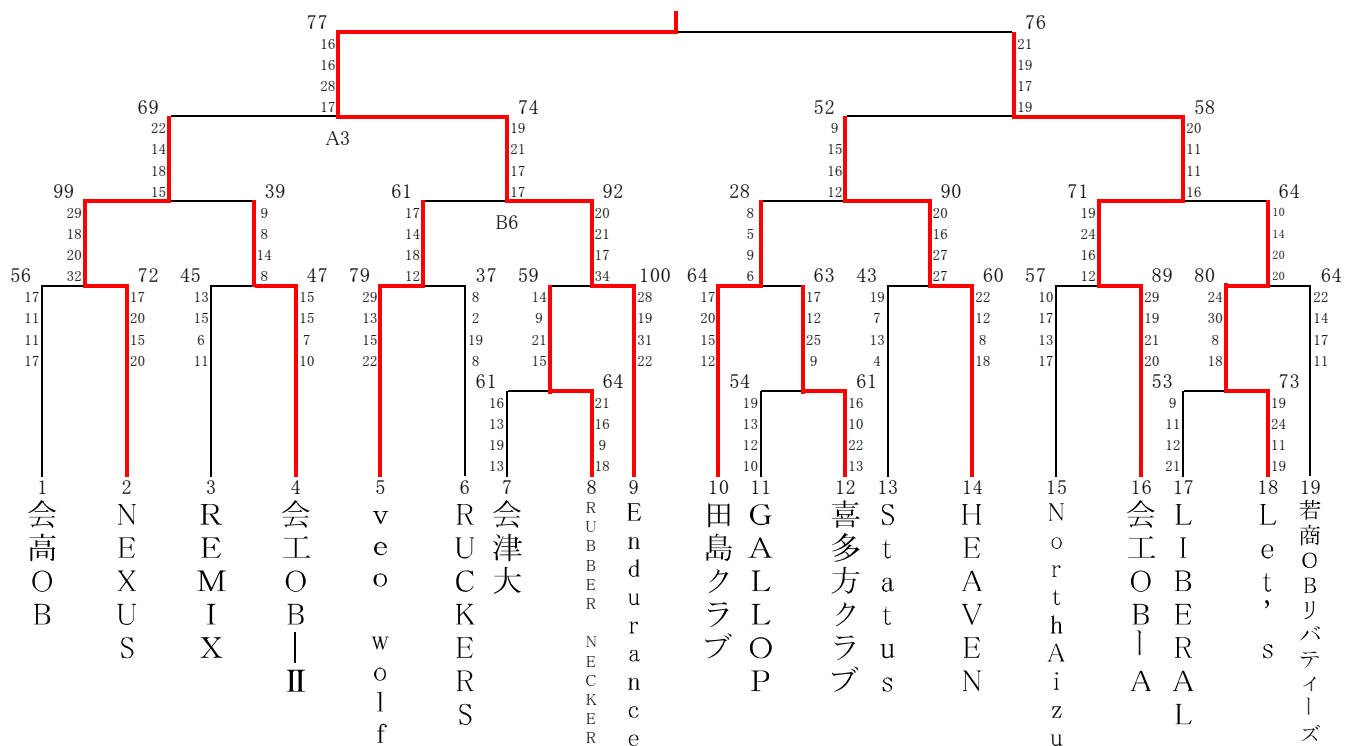 77 76
16 21
16 19
28 17
17 19
69 74 52 58
A3
22 19 9 20
14 21 15 11
18 17 16 11
15 17 12 16
99 39 61 92 28 90 71 64
B6
29 9 17 20 8 20 19 10
18 8 14 21 5 16 24 14
20 14 18 17 9 27 16 20
32 8 12 34 6 27 12 20
56 72 45 47 79 37 59 100 64 63 43 60 57 89 80 64
17 17 13 15 29 8 14 28 17 17 19 22 10 29 24 22
11 20 15 15 13 2 9 19 20 12 7 12 17 19 30 14
11 15 6 7 15 19 21 31 15 25 13 8 13 21 8 17
17 20 11 10 22 8 15 22 12 9 4 18 17 20 18 11
61 64 54 61 53 73
16 21 19 16 9 19
13 16 13 10 11 24
19 9 12 22 12 11
13 18 10 13 21 19
1 2 3 4 5 6 7 8 9 10 11 12 13 14 15 16 17 18 19
会高OB
NEXUS
REMIX
会工OB―Ⅱ
veo wolf
RUCKERS
会津大
RUBBER NECKER
Endurance
田島クラブ
GALLOP
喜多方クラブ
Status
HEAVEN
NorthAizu
会工OB―A
LIBERAL
Let’s
若商OBリバティーズ